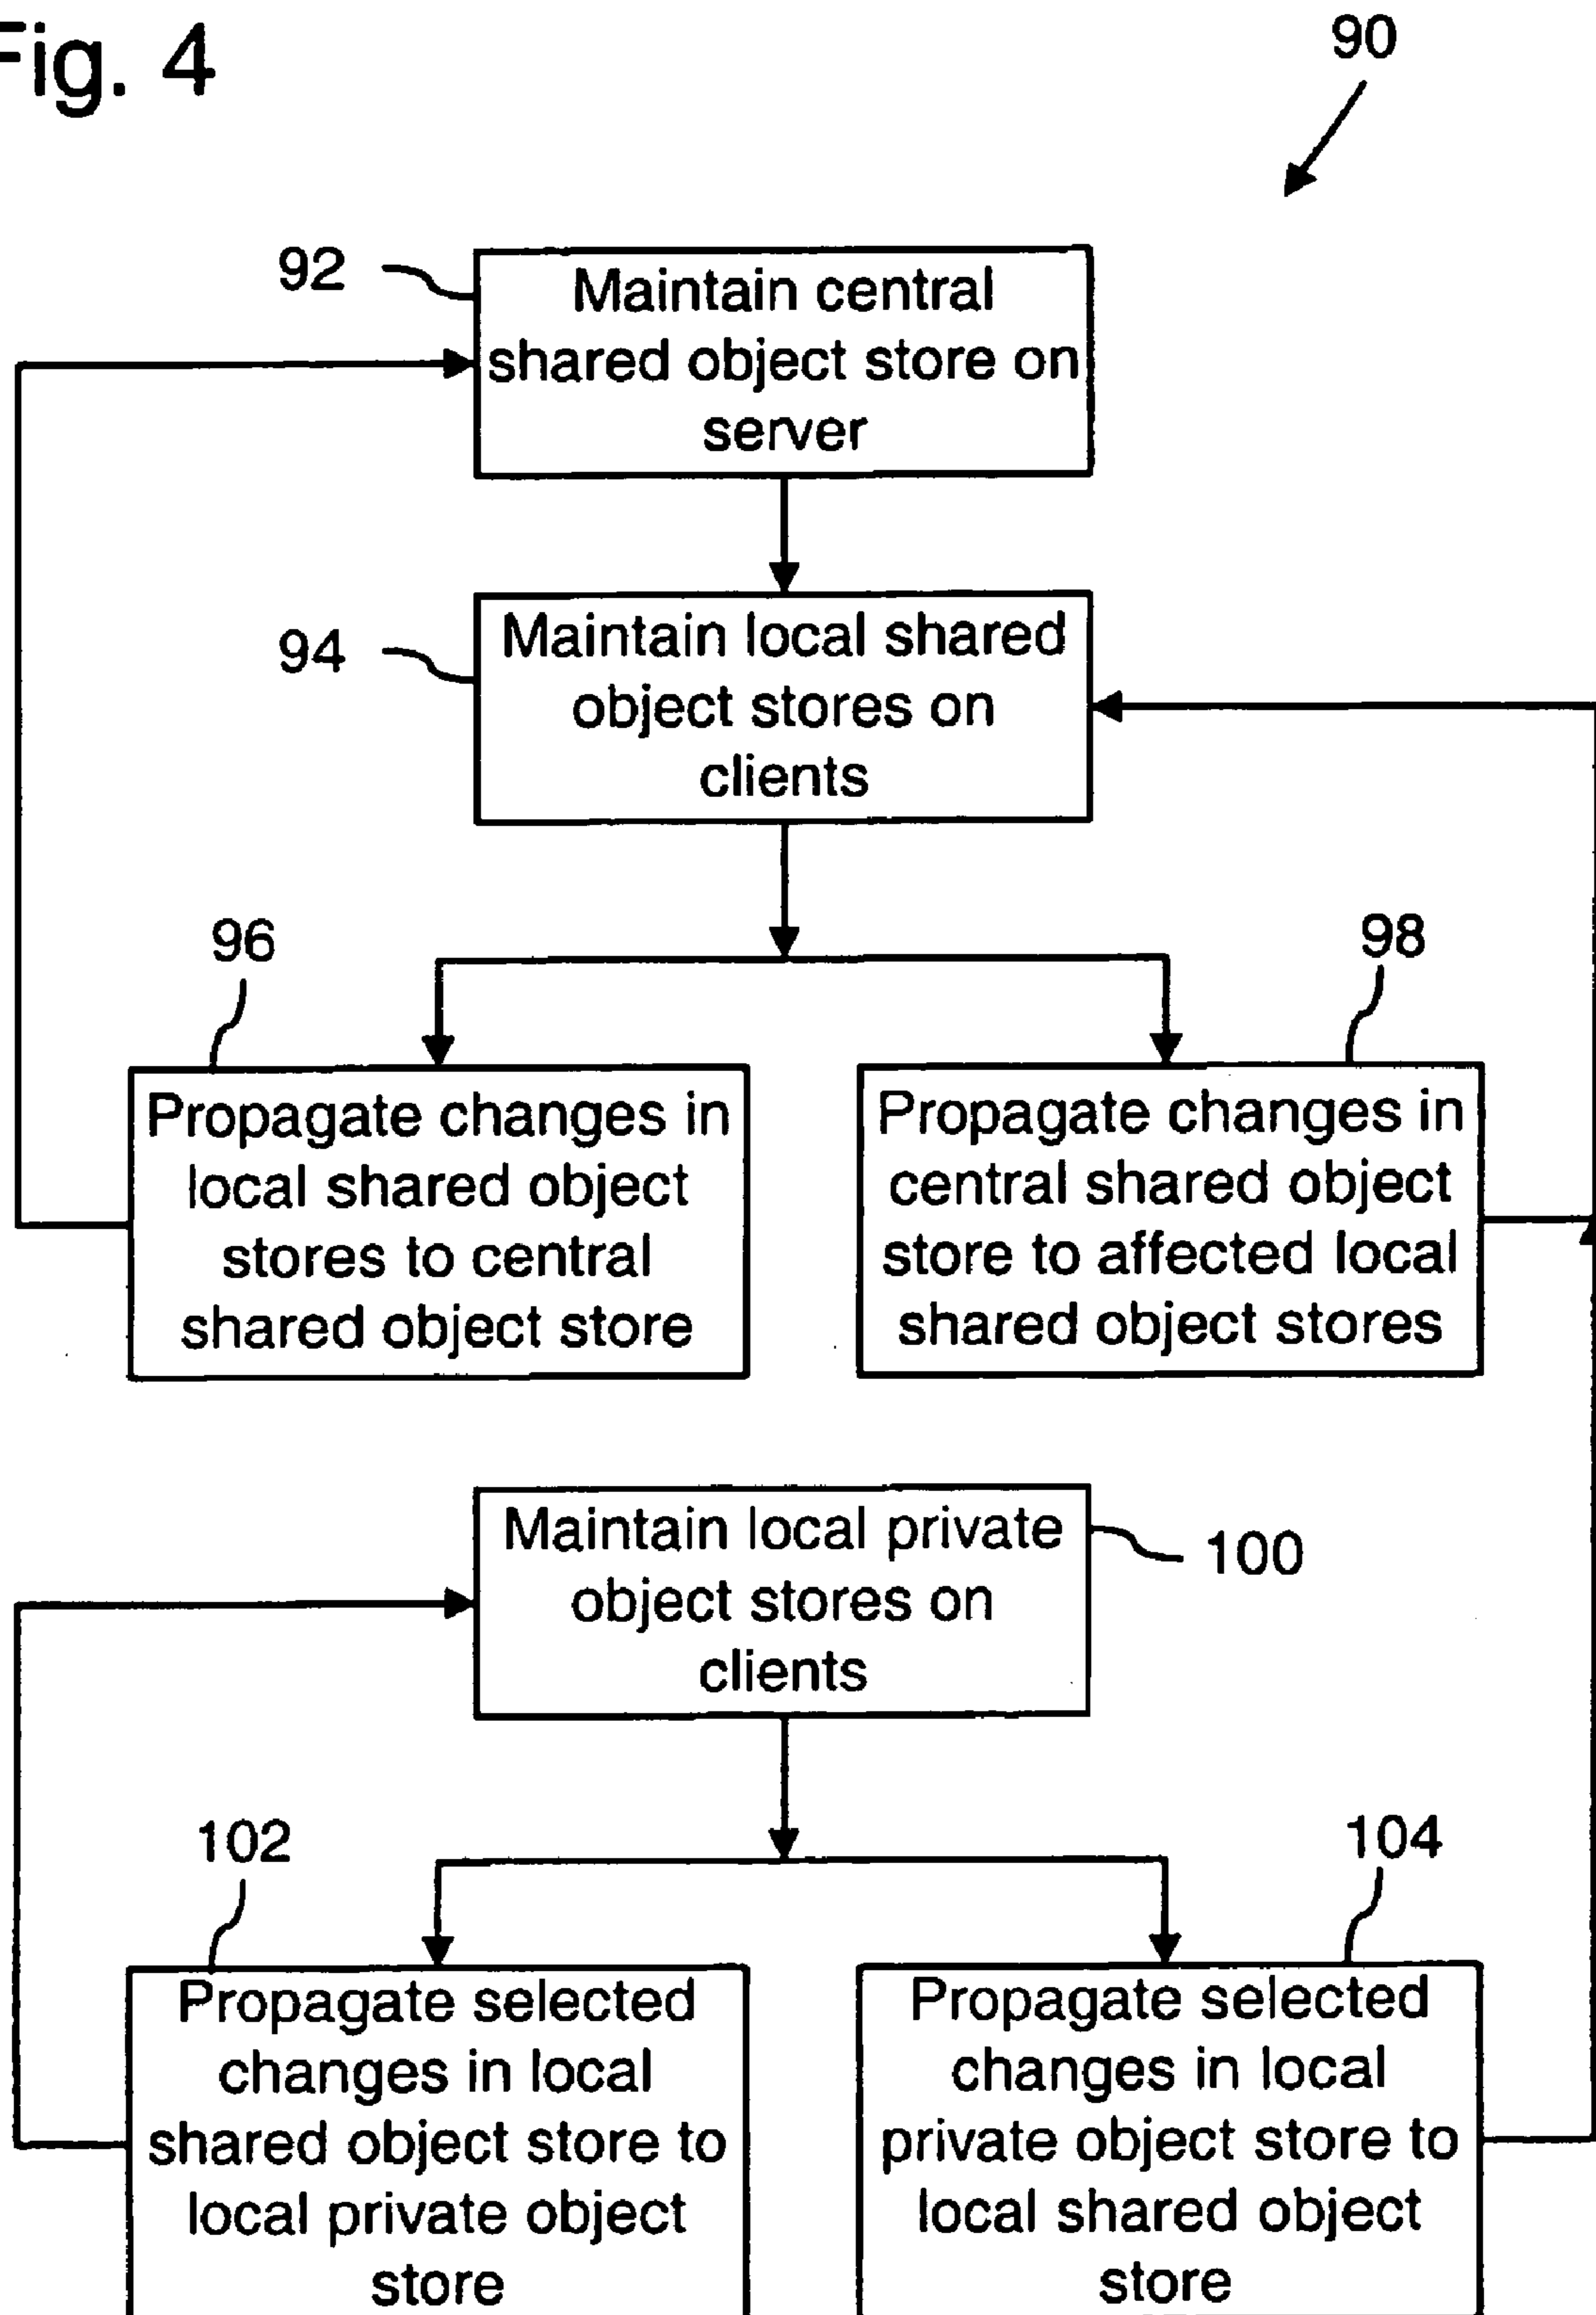 Fig. 4
90
92
Maintain central
shared object store on
server
94
Maintain local shared
object stores on
clients
96
98
Propagate changes in
local shared object
stores to central
shared object store
Propagate changes in
central shared object
store to affected local
shared object stores
Maintain local private
object stores on
clients
100
102
104
Propagate selected
changes in local
shared object store to
local private object
store
Propagate selected
changes in local
private object store to
local shared object
store